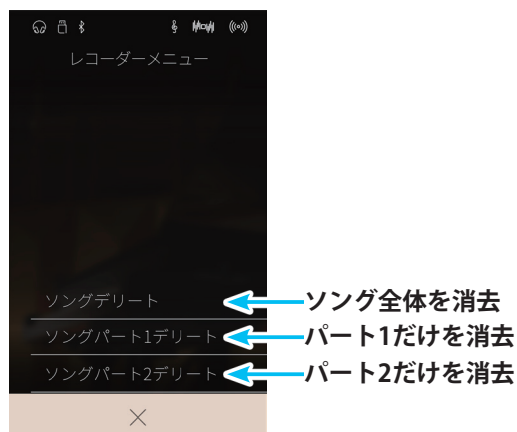 レコーダーメニュー
ソングデリート
ソング全体を消去
ソングパート1デリート
パート1だけを消去
ソングパート2デリート
パート2だけを消去